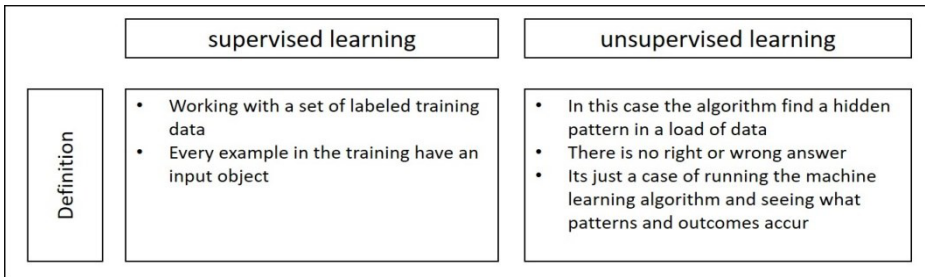 supervised learning
unsupervised learning
Definition
• Working with a set of labeled training
data
• Every example in the training have an
input object
• In this case the algorithm find a hidden
pattern in a load of data
• There is no right or wrong answer
• Its just a case of running the machine
learning algorithm and seeing what
patterns and outcomes accur